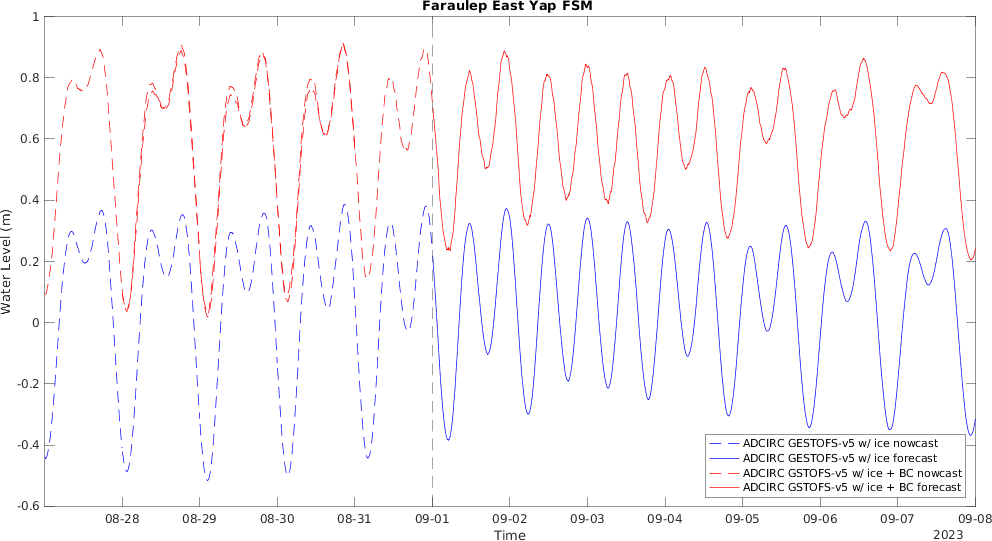 Faraulep East Yap FSM
1
0.8
0.6
0.4
0.2
0
-0.2
-0.4
-0.6
Water Level (m)
ADCIRC GESTOFS-v5 w/ ice nowcast
ADCIRC GESTOFS-v5 w/ ice forecast
ADCIRC GSTOFS-v5 w/ ice + BC nowcast
ADCIRC GSTOFS-v5 w/ ice + BC forecast
08-28 08-29 08-30 08-31 09-01 09-02 09-03 09-04 09-05 09-06 09-07 09-08
Time
2023